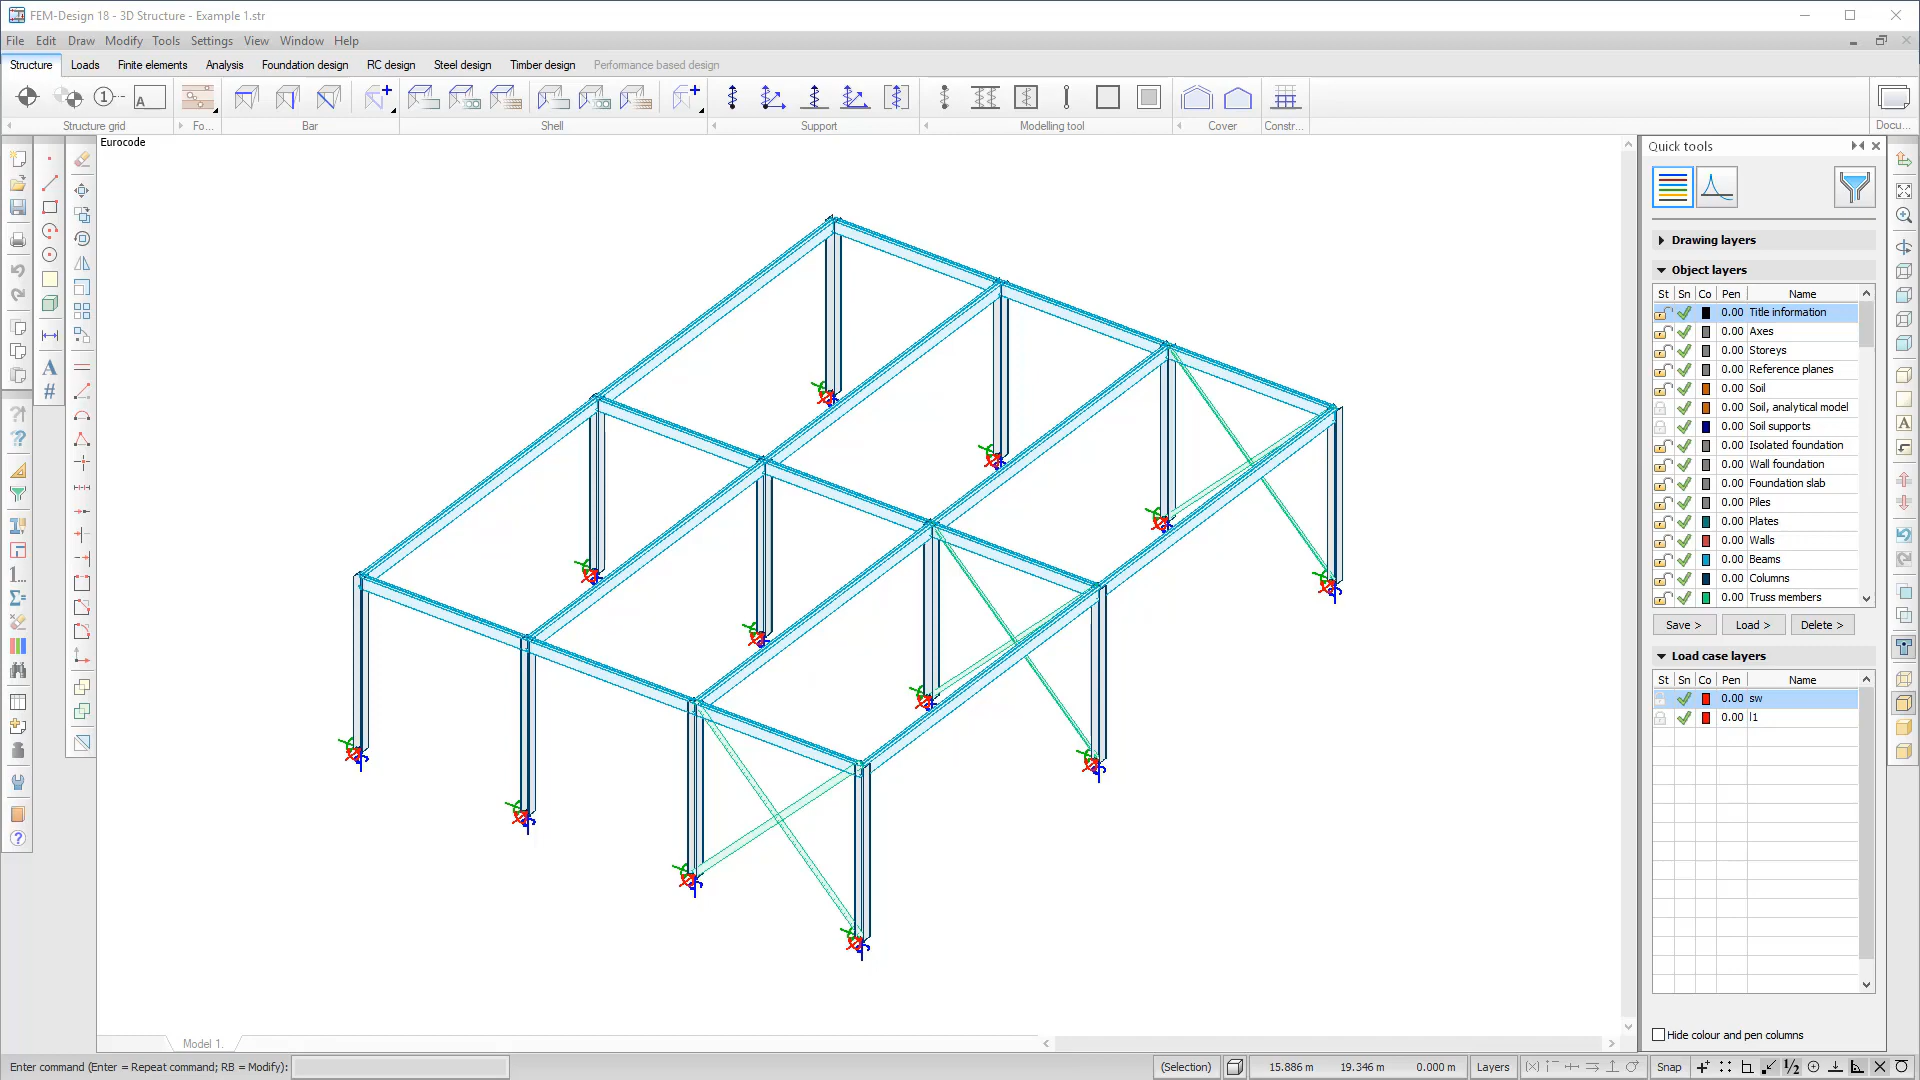 FEM-Design 18 - 3D Structure - Example 1.str
File Edit Draw Modify Tools Settings View Window Help
Structure Loads Finite elements Analysis Foundation design RC design Steel design Timber design Performance based design
1 A
Structure grid Fo... Bar Shell Support Modelling tool Cover Constr... Docu...
Eurocode
Quick tools
Drawing layers
Object layers
St Sn Co Pen Name
0.00 Title information
0.00 Axes
0.00 Storeys
0.00 Reference planes
0.00 Soil
0.00 Soil, analytical model
0.00 Soil supports
0.00 Isolated foundation
0.00 Wall foundation
0.00 Foundation slab
0.00 Piles
0.00 Plates
0.00 Walls
0.00 Beams
0.00 Columns
0.00 Truss members
Save > Load > Delete >
Load case layers
St Sn Co Pen Name
0.00 sw
0.00 l1
Hide colour and pen columns
Model 1.
Enter command (Enter = Repeat command; RB = Modify):
(Selection) 15.886 m 19.346 m 0.000 m Layers Snap 1/2